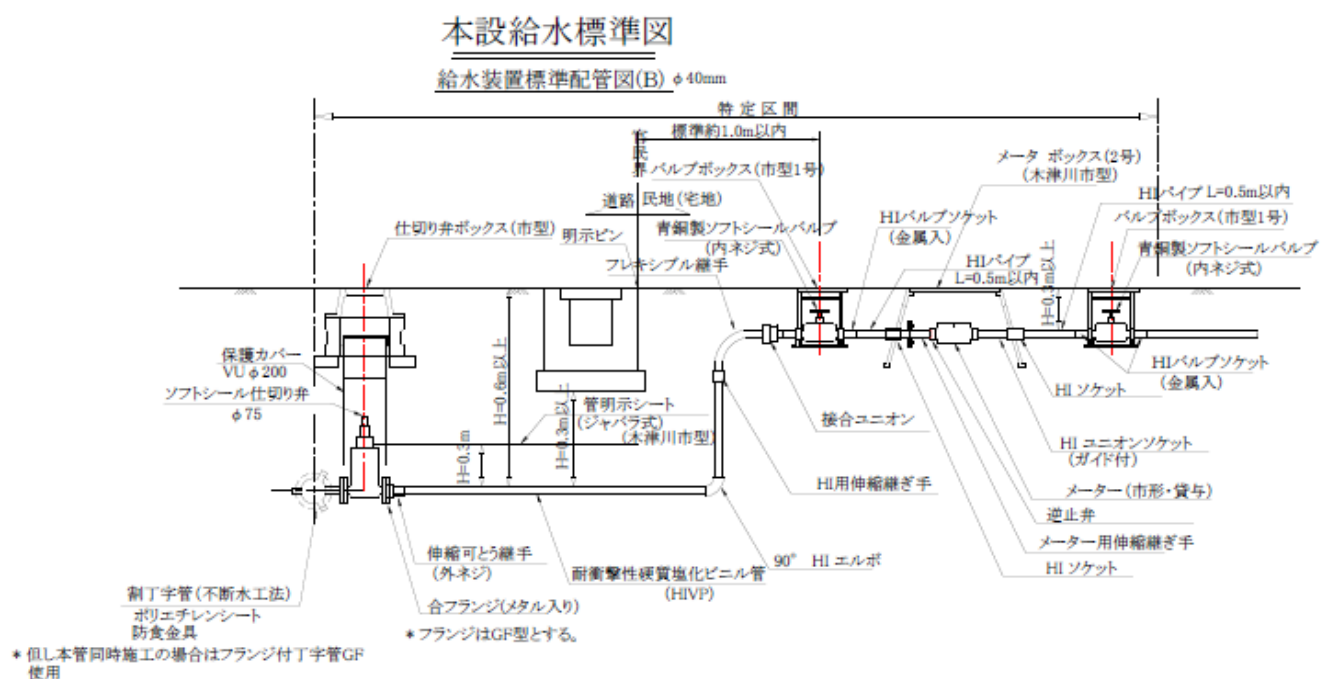 本設給水標準図
給水装置標準配管図(B) φ40mm
特定区間
官民界
標準約1.0m以内
バルブボックス(市型1号)
メータ ボックス(2号)
(木津川市型)
HIパイプ L=0.5m以内
道路 民地(宅地)
HIバルブソケット
(金属入)
バルブボックス(市型1号)
仕切り弁ボックス(市型)
明示ピン
青銅製ソフトシールバルブ
(内ネジ式)
青銅製ソフトシールバルブ
(内ネジ式)
フレキシブル継手
HIパイプ
L=0.5m以内
H=0.3m以上
保護カバー
VUφ200
ソフトシール仕切り弁
φ75
H=0.6m以上
H=0.3m以上
H=0.3m
管明示シート
(ジャバラ式)
(木津川市型)
HIバルブソケット
(金属入)
HI ソケット
接合ユニオン
HI ユニオンソケット
(ガイド付)
HI用伸縮継ぎ手
メーター(市形・貸与)
逆止弁
メーター用伸縮継ぎ手
HI ソケット
伸縮可とう継手
(外ネジ)
耐衝撃性硬質塩化ビニル管
(HIVP)
90° HI エルボ
割丁字管(不断水工法)
ポリエチレンシート
防食金具
合フランジ(メタル入り)
*フランジはGF型とする。
* 但し本管同時施工の場合はフランジ付丁字管GF
使用